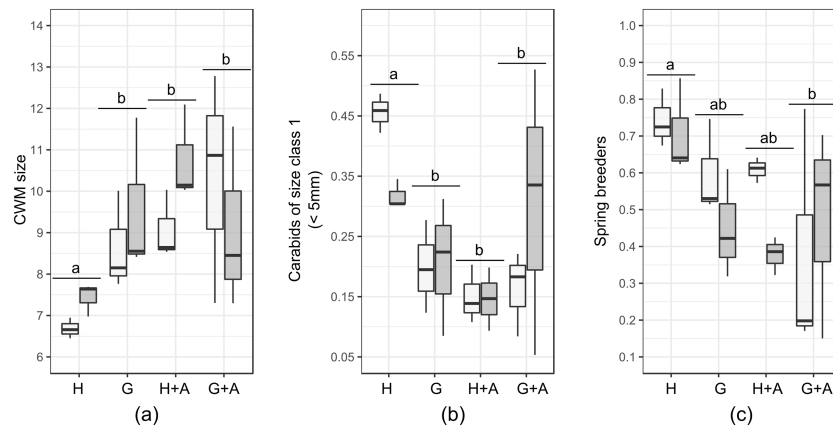 14
13
12
11
10
9
8
7
6
CWM size
a
b
b
b
H
G
H+A
G+A
(a)
0.55
0.45
0.35
0.25
0.15
0.05
Carabids of size class 1
(< 5mm)
a
b
b
b
H
G
H+A
G+A
(b)
1.0
0.9
0.8
0.7
0.6
0.5
0.4
0.3
0.2
0.1
Spring breeders
a
ab
ab
b
H
G
H+A
G+A
(c)